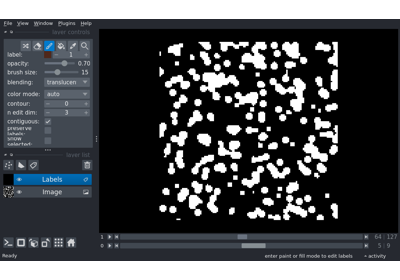 File View Window Plugins Help
layer controls
label: 1
opacity: 0.70
brush size: 15
blending: translucen
color mode: auto
contour: 0
n edit dim: 3
contiguous: ✓
preserve labels:
show selected:
layer list
Labels
Image
1 64 127
0 5 9
Ready enter paint or fill mode to edit labels activity